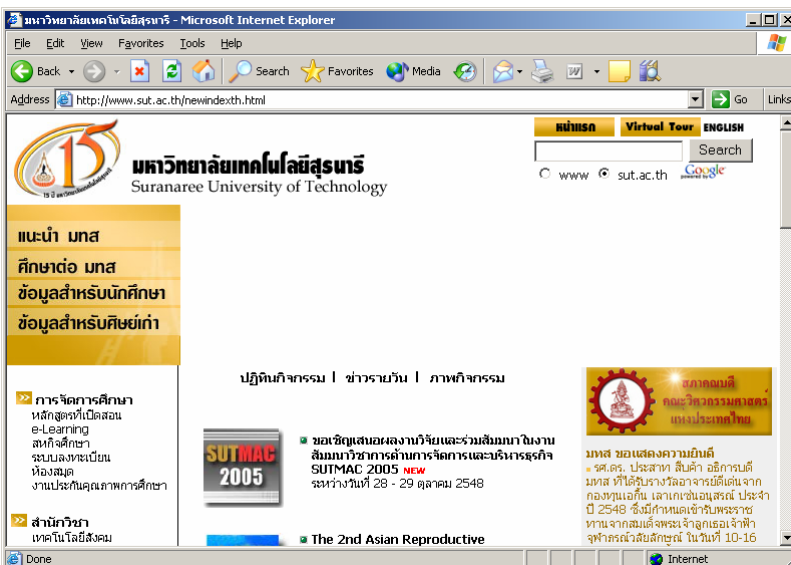 มหาวิทยาลัยเทคโนโลยีสุรนารี - Microsoft Internet Explorer
File Edit View Favorites Tools Help
Back Search Favorites Media
Address http://www.sut.ac.th/newindexth.html Go Links
หน้าแรก Virtual Tour ENGLISH
Search
www sut.ac.th powered by Google
15
มหาวิทยาลัยเทคโนโลยีสุรนารี
Suranaree University of Technology
แนะนำ มทส
ศึกษาต่อ มทส
ข้อมูลสำหรับนักศึกษา
ข้อมูลสำหรับศิษย์เก่า
ปฏิทินกิจกรรม | ข่าวรายวัน | ภาพกิจกรรม
การจัดการศึกษา
หลักสูตรที่เปิดสอน
e-Learning
สหกิจศึกษา
ระบบลงทะเบียน
ห้องสมุด
งานประกันคุณภาพการศึกษา
สำนักวิชา
เทคโนโลยีสังคม
SUTMAC
2005
ขอเชิญเสนอผลงานวิจัยและร่วมสัมมนาในงาน
สัมมนาวิชาการด้านการจัดการและบริหารธุรกิจ
SUTMAC 2005 NEW
ระหว่างวันที่ 28 - 29 ตุลาคม 2548
The 2nd Asian Reproductive
สภาคณบดี
คณะวิศวกรรมศาสตร์
แห่งประเทศไทย
มทส ขอแสดงความยินดี
รศ.ดร. ประสาท สืบค้า อธิการบดี
มทส ที่ได้รับรางวัลอาจารย์ดีเด่นจาก
กองทุนเอกิ้น เลาเกเซ่นอนุสรณ์ ประจำ
ปี 2548 ซึ่งมีกำหนดเข้ารับพระราช
ทานจากสมเด็จพระเจ้าลูกเธอเจ้าฟ้า
จุฬาภรณ์วลัยลักษณ์ ในวันที่ 10-16
Done Internet